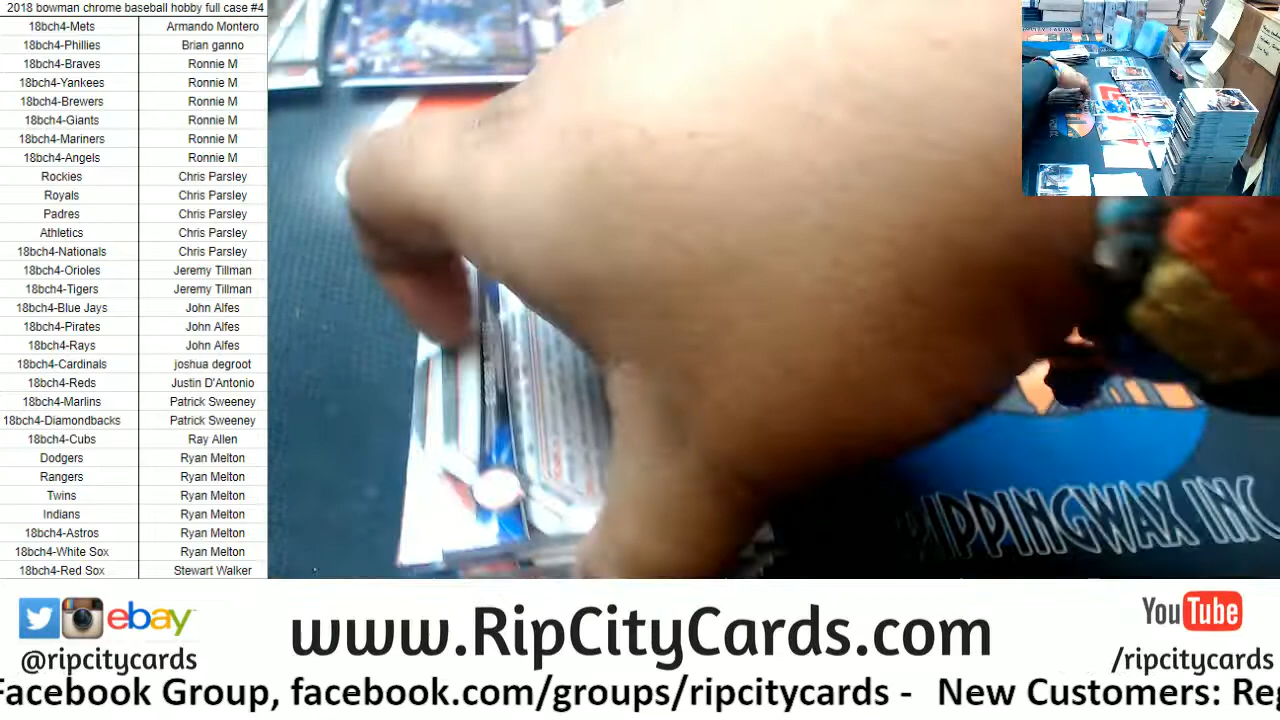 2018 bowman chrome baseball hobby full case #4
18bch4-Mets Armando Montero
18bch4-Phillies Brian ganno
18bch4-Braves Ronnie M
18bch4-Yankees Ronnie M
18bch4-Brewers Ronnie M
18bch4-Giants Ronnie M
18bch4-Mariners Ronnie M
18bch4-Angels Ronnie M
Rockies Chris Parsley
Royals Chris Parsley
Padres Chris Parsley
Athletics Chris Parsley
18bch4-Nationals Chris Parsley
18bch4-Orioles Jeremy Tillman
18bch4-Tigers Jeremy Tillman
18bch4-Blue Jays John Alfes
18bch4-Pirates John Alfes
18bch4-Rays John Alfes
18bch4-Cardinals joshua degroot
18bch4-Reds Justin D'Antonio
18bch4-Marlins Patrick Sweeney
18bch4-Diamondbacks Patrick Sweeney
18bch4-Cubs Ray Allen
Dodgers Ryan Melton
Rangers Ryan Melton
Twins Ryan Melton
Indians Ryan Melton
18bch4-Astros Ryan Melton
18bch4-White Sox Ryan Melton
18bch4-Red Sox Stewart Walker
RIPPINGWAX INC
ebay
@ripcitycards
www.RipCityCards.com
YouTube
/ripcitycards
Facebook Group, facebook.com/groups/ripcitycards - New Customers: Reg